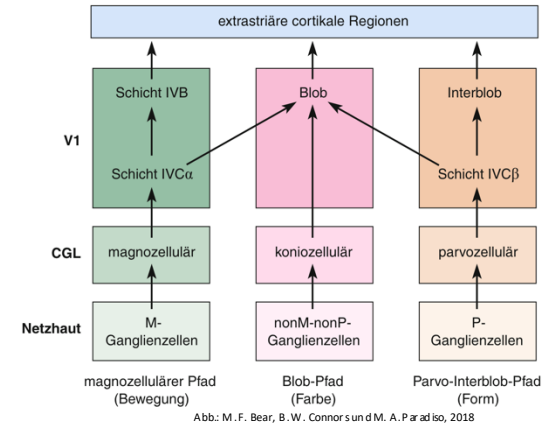 extrastriäre cortikale Regionen
Schicht IVB
Blob
Interblob
V1
Schicht IVCα
Schicht IVCβ
CGL
magnozellulär
koniozellulär
parvozellulär
Netzhaut
M-
Ganglienzellen
nonM-nonP-
Ganglienzellen
P-
Ganglienzellen
magnozellulärer Pfad
(Bewegung)
Blob-Pfad
(Farbe)
Parvo-Interblob-Pfad
(Form)
Abb.: M.F. Bear, B.W. Connors und M. A. Paradiso, 2018